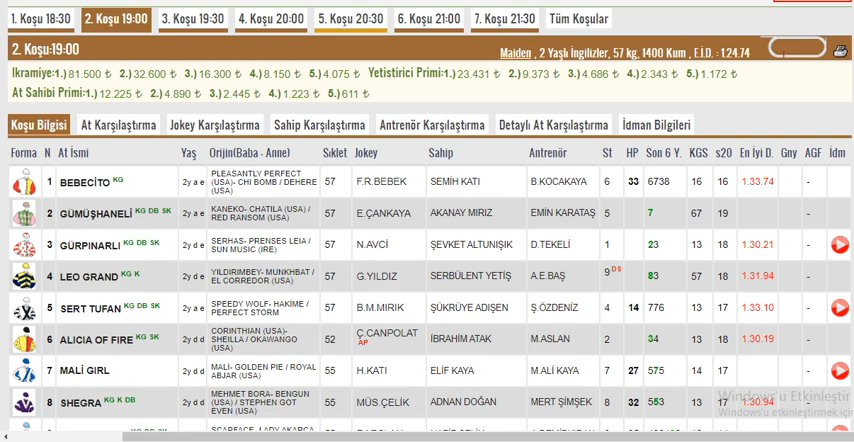 1. Koşu 18:30 2. Koşu 19:00 3. Koşu 19:30 4. Koşu 20:00 5. Koşu 20:30 6. Koşu 21:00 7. Koşu 21:30 Tüm Koşular
2. Koşu:19:00 Maiden , 2 Yaşlı İngilizler, 57 kg, 1400 Kum , E.İ.D. : 1.24.74
Ikramiye:1.) 81.500 ₺ 2.) 32.600 ₺ 3.) 16.300 ₺ 4.) 8.150 ₺ 5.) 4.075 ₺ Yetistirici Primi:1.) 23.431 ₺ 2.) 9.373 ₺ 3.) 4.686 ₺ 4.) 2.343 ₺ 5.) 1.172 ₺
At Sahibi Primi:1.) 12.225 ₺ 2.) 4.890 ₺ 3.) 2.445 ₺ 4.) 1.223 ₺ 5.) 611 ₺
Koşu Bilgisi At Karşılaştırma Jokey Karşılaştırma Sahip Karşılaştırma Antrenör Karşılaştırma Detaylı At Karşılaştırma İdman Bilgileri
Forma N At İsmi Yaş Orijin(Baba - Anne) Sıklet Jokey Sahip Antrenör St HP Son 6 Y. KGS s20 En İyi D. Gny AGF İdm
1 BEBECİTO KG 2y a e PLEASANTLY PERFECT (USA)- CHI BOMB / DEHERE (USA) 57 F.R.BEBEK SEMİH KATI B.KOCAKAYA 6 33 6738 16 16 1.33.74 -
2 GÜMÜŞHANELİ KG DB SK 2y a e KANEKO- CHATILA (USA) / RED RANSOM (USA) 57 E.ÇANKAYA AKANAY MIRIZ EMİN KARATAŞ 5 7 67 19 -
3 GÜRPINARLI KG DB SK 2y d e SERHAS- PRENSES LEIA / SUN MUSIC (IRE) 57 N.AVCİ ŞEVKET ALTUNIŞIK D.TEKELİ 1 23 13 18 1.30.21 -
4 LEO GRAND KG K 2y d e YILDIRIMBEY- MUNKHBAT / EL CORREDOR (USA) 57 G.YILDIZ SERBÜLENT YETİŞ A.E.BAŞ 9 DS 83 57 18 1.31.94 -
5 SERT TUFAN KG DB SK 2y a e SPEEDY WOLF- HAKİME / PERFECT STORM 57 B.M.MIRIK ŞÜKRÜYE ADIŞEN Ş.ÖZDENİZ 4 14 776 13 17 1.33.10 -
6 ALICIA OF FIRE KG SK 2y d d CORINTHIAN (USA)- SHEILLA / OKAWANGO (USA) 52 Ç.CANPOLAT AP İBRAHİM ATAK M.ASLAN 2 34 13 18 1.30.19 -
7 MALİ GIRL 2y d d MALI- GOLDEN PIE / ROYAL ABJAR (USA) 55 H.KATI ELİF KAYA M.ALİ KAYA 7 27 575 14 17 -
8 SHEGRA KG K DB 2y d d MEHMET BORA- BENGUN (USA) / STEPHEN GOT EVEN (USA) 55 MÜS.ÇELİK ADNAN DOĞAN MERT ŞİMŞEK 8 32 553 13 17 1.30.94 -
Windows'u Etkinleştir
Windows'u etkinleştirmek için